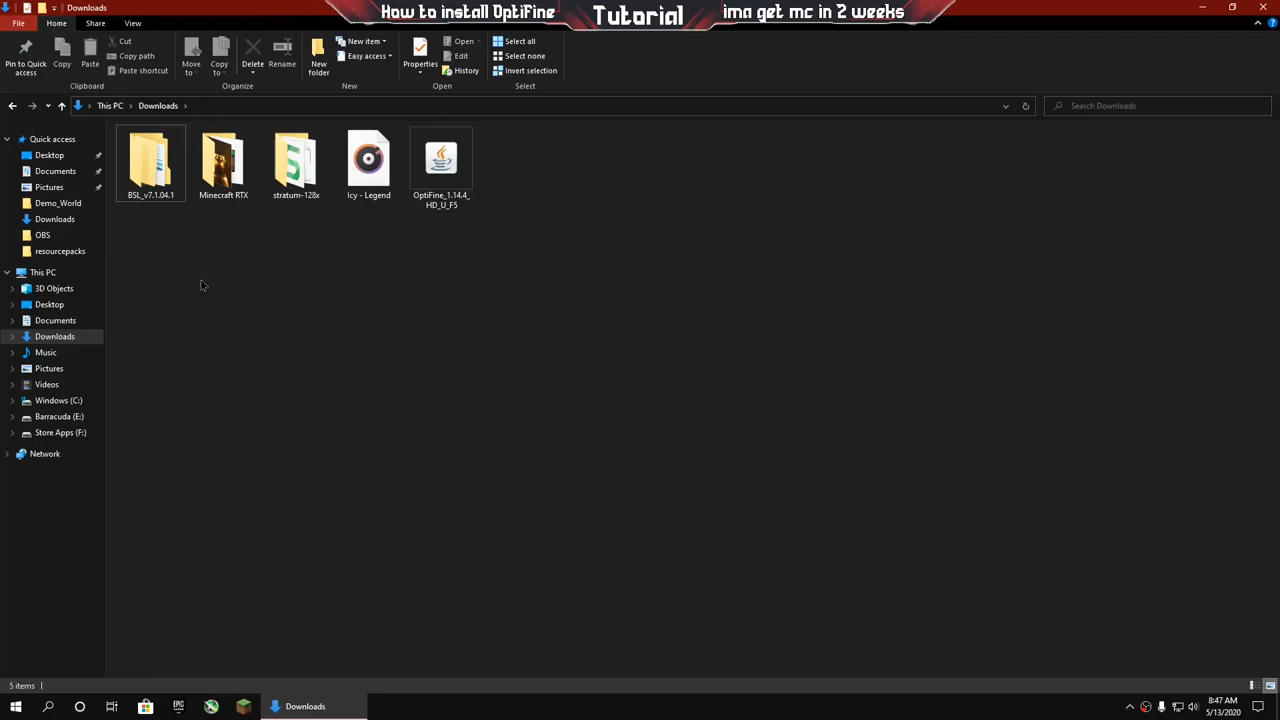 Downloads
How to install OptiFine
Tutorial
ima get mc in 2 weeks
File
Home
Share
View
Pin to Quick
access
Copy
Paste
Cut
Copy path
Paste shortcut
Clipboard
Move
to
Copy
to
Delete
Rename
Organize
New
folder
New item
Easy access
New
Properties
Open
Edit
History
Open
Select all
Select none
Invert selection
Select
This PC
Downloads
Search Downloads
Quick access
Desktop
Documents
Pictures
Demo_World
Downloads
OBS
resourcepacks
This PC
3D Objects
Desktop
Documents
Downloads
Music
Pictures
Videos
Windows (C:)
Barracuda (E:)
Store Apps (F:)
Network
BSL_v7.1.04.1
Minecraft RTX
stratum-128x
Icy - Legend
OptiFine_1.14.4_
HD_U_F5
5 items
EPIC
Downloads
8:47 AM
5/13/2020